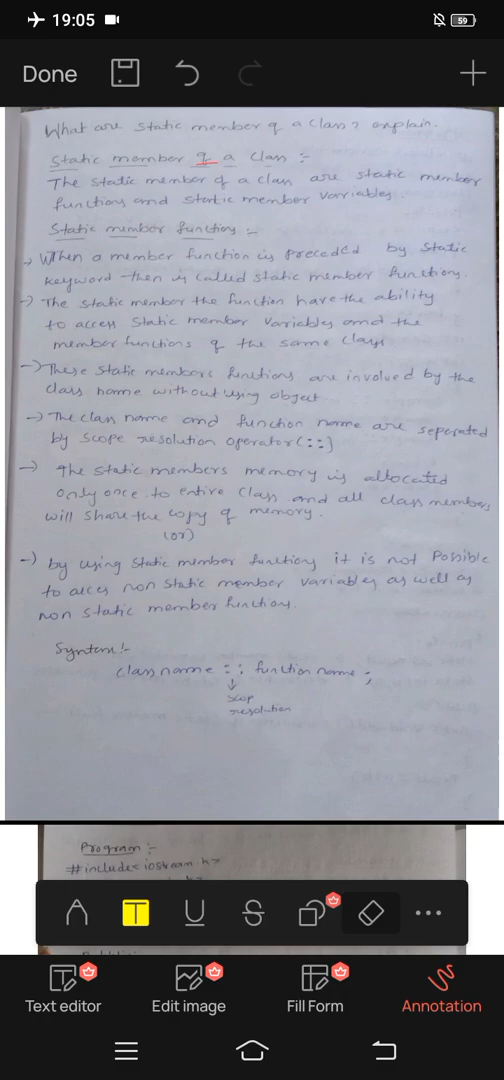 19:05
59
Done
What are static member of a class? explain.
Static member of a class :-
The static member of a class are static member
functions and static member variables.
Static member functions :-
→ When a member function is preceded by static
keyword then is called static member functions.
→ The static member the function have the ability
to access static member variables and the
member functions of the same class
→ These static members functions are involved by the
class name without using object
→ The class name and function name are seperated
by scope resolution operator (::)
→ the static members memory is allocated
only once to entire class and all class members
will share the copy of memory.
(or)
→ by using static member functions it is not possible
to acces non static member variables as well as
non static member functions.
Syntem :-
class name :: function name ;
↓
scop
resolution
Program :-
#include<iostream.h>
T
U
S
Text editor
Edit image
Fill Form
Annotation